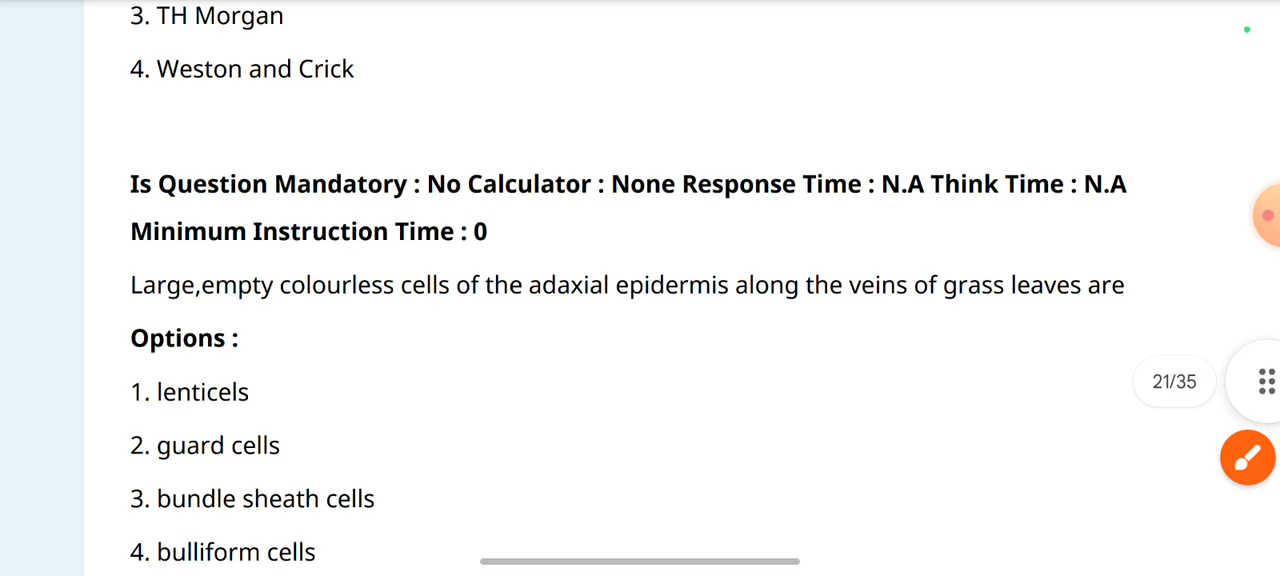 3. TH Morgan
4. Weston and Crick
Is Question Mandatory : No Calculator : None Response Time : N.A Think Time : N.A
Minimum Instruction Time : 0
Large,empty colourless cells of the adaxial epidermis along the veins of grass leaves are
Options :
1. lenticels
21/35
2. guard cells
3. bundle sheath cells
4. bulliform cells